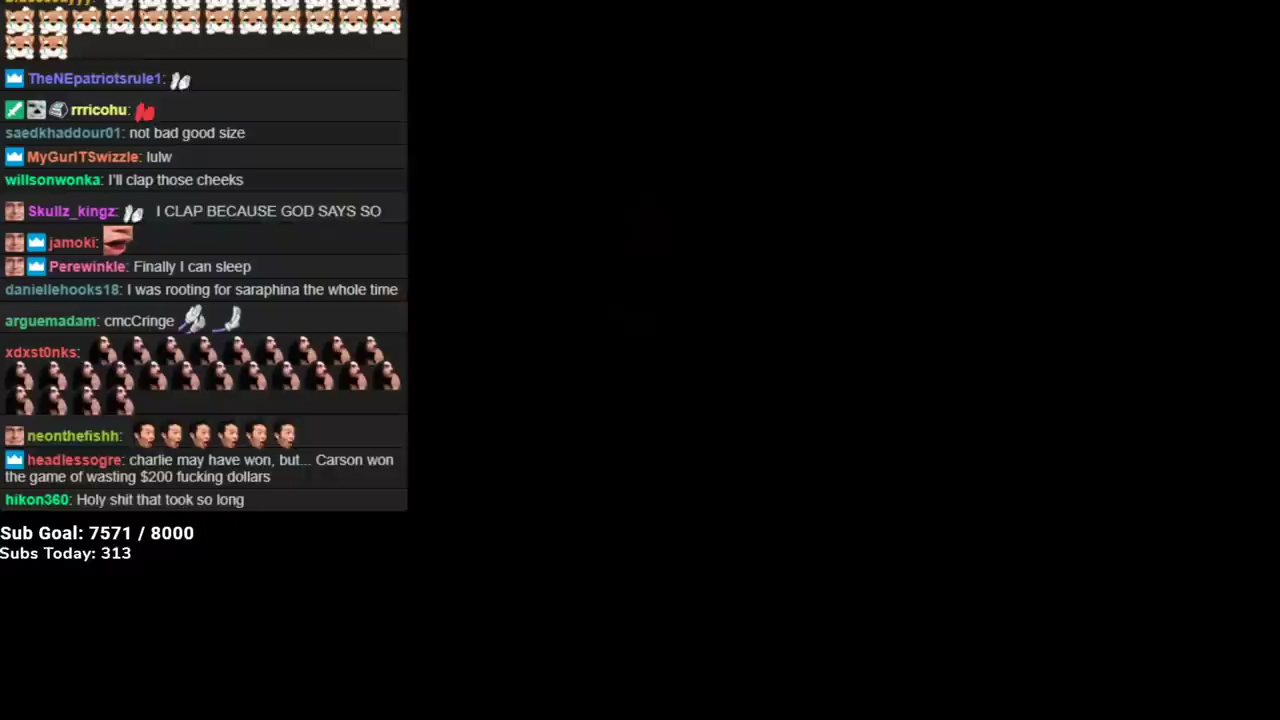 TheNEpatriotsrule1:
rrricohu:
saedkhaddour01: not bad good size
MyGurlTSwizzle: lulw
willsonwonka: I'll clap those cheeks
Skullz_kingz: I CLAP BECAUSE GOD SAYS SO
jamoki:
Perewinkle: Finally I can sleep
daniellehooks18: I was rooting for saraphina the whole time
arguemadam: cmcCringe
xdxst0nks:
neonthefishh:
headlessogre: charlie may have won, but... Carson won
the game of wasting $200 fucking dollars
hikon360: Holy shit that took so long
Sub Goal: 7571 / 8000
Subs Today: 313